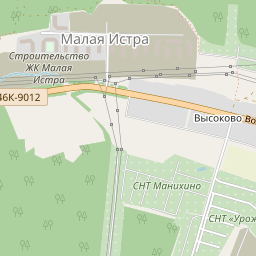 Малая Истра
Строительство
ЖК Малая
Истра
46К-9012
Высоково
СНТ Манихино
СНТ «Урож